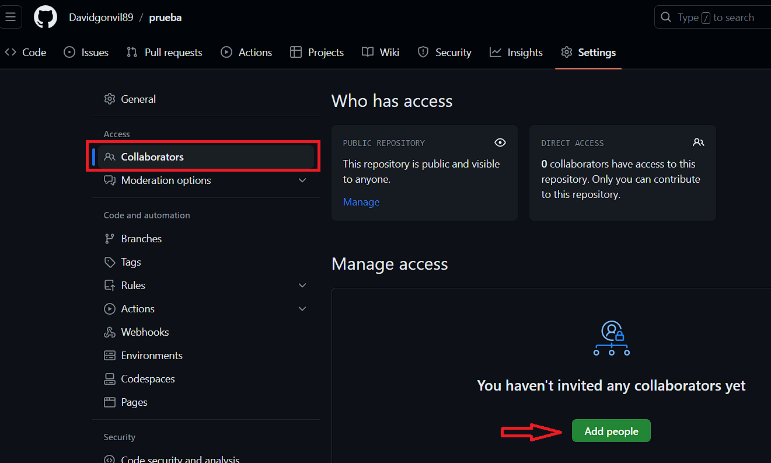 Davidgonvil89 / prueba
Type / to search
Code Issues Pull requests Actions Projects Wiki Security Insights Settings
General
Access
Collaborators
Moderation options
Code and automation
Branches
Tags
Rules
Actions
Webhooks
Environments
Codespaces
Pages
Security
Code security and analysis
Who has access
PUBLIC REPOSITORY
This repository is public and visible
to anyone.
Manage
DIRECT ACCESS
0 collaborators have access to this
repository. Only you can contribute
to this repository.
Manage access
You haven't invited any collaborators yet
Add people